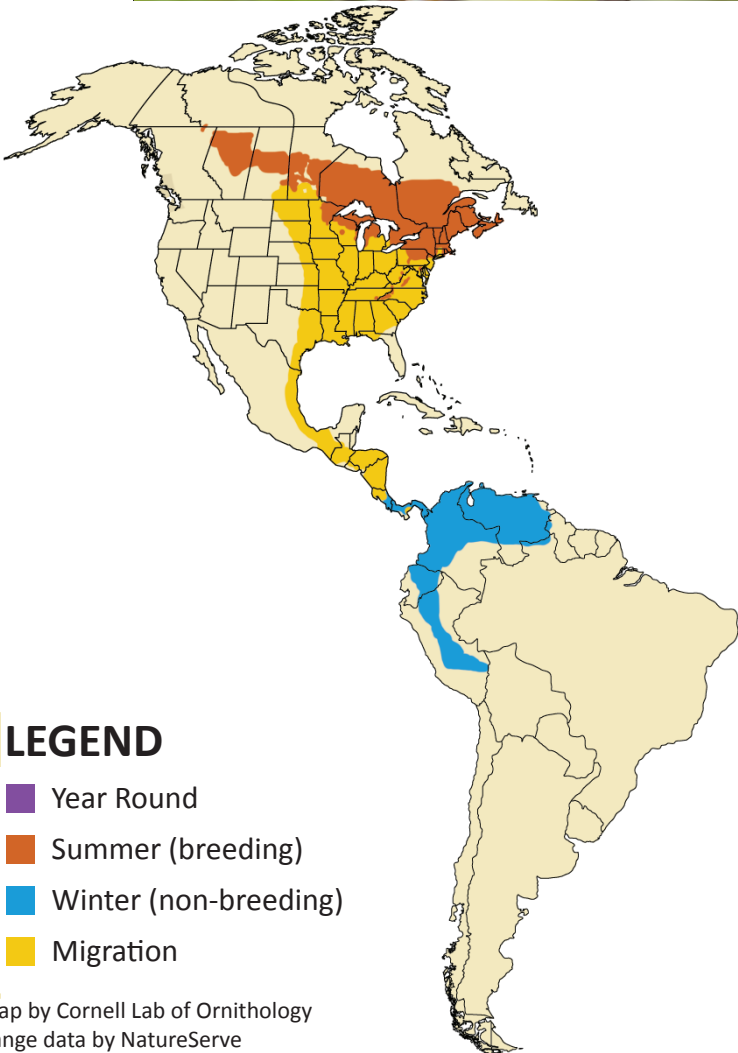 LEGEND
Year Round
Summer (breeding)
Winter (non-breeding)
Migration
ap by Cornell Lab of Ornithology
ange data by NatureServe